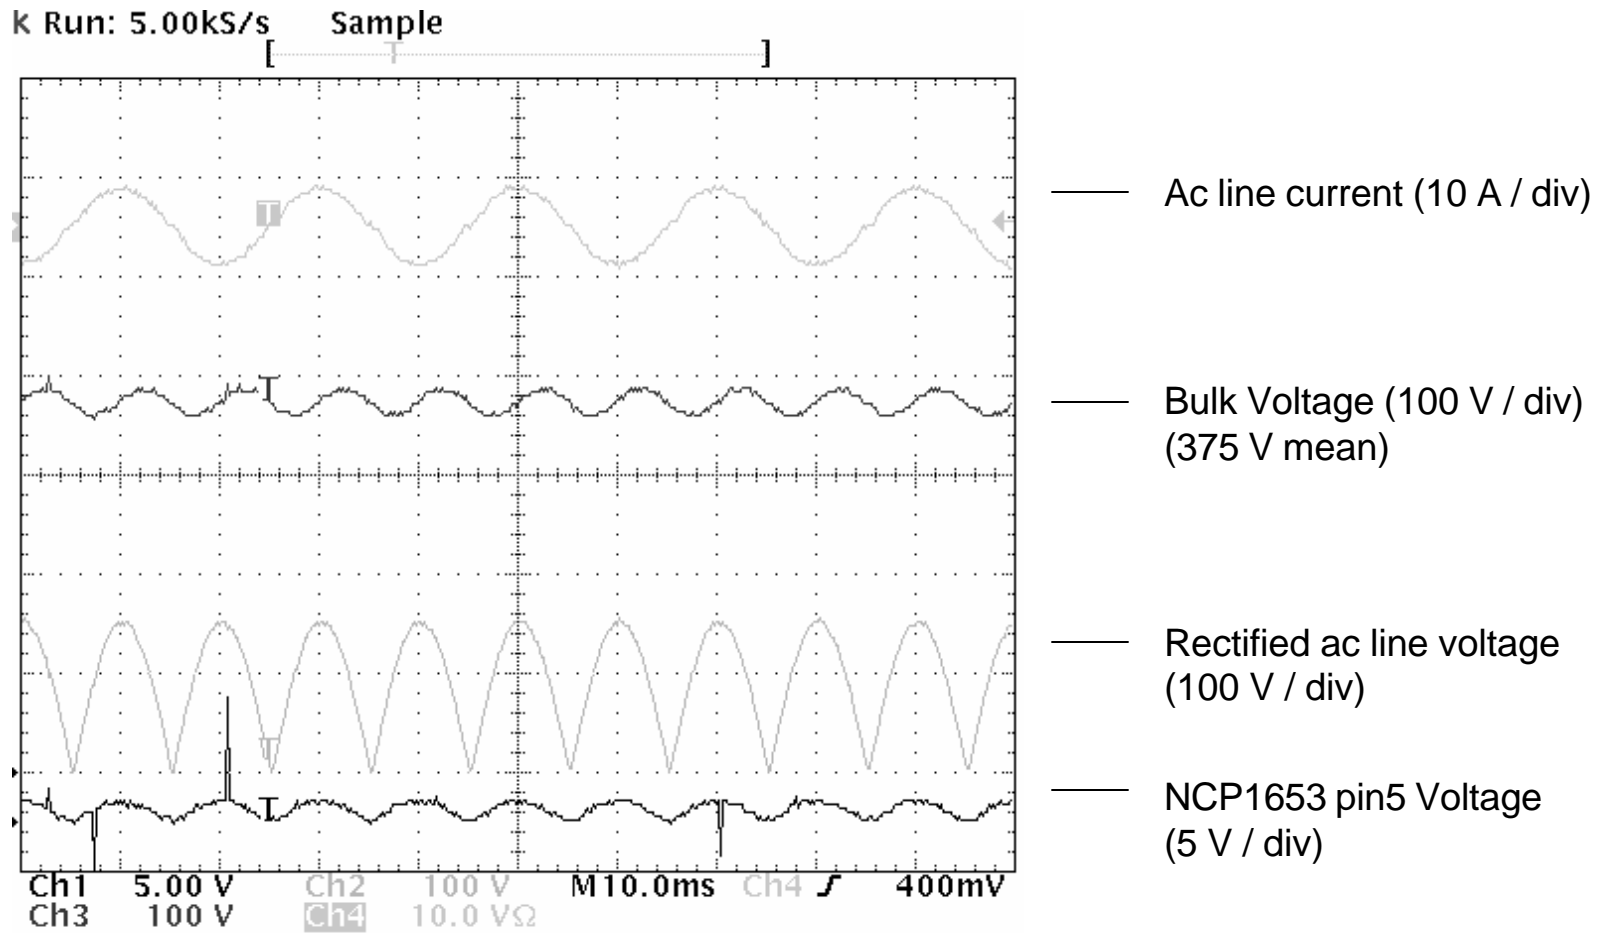 k Run: 5.00kS/s Sample
[ T ]
T
Ac line current (10 A / div)
T
Bulk Voltage (100 V / div)
(375 V mean)
Rectified ac line voltage
(100 V / div)
T
T
NCP1653 pin5 Voltage
(5 V / div)
Ch1 5.00 V Ch2 100 V M10.0ms Ch4 400mV
Ch3 100 V Ch4 10.0 VΩ